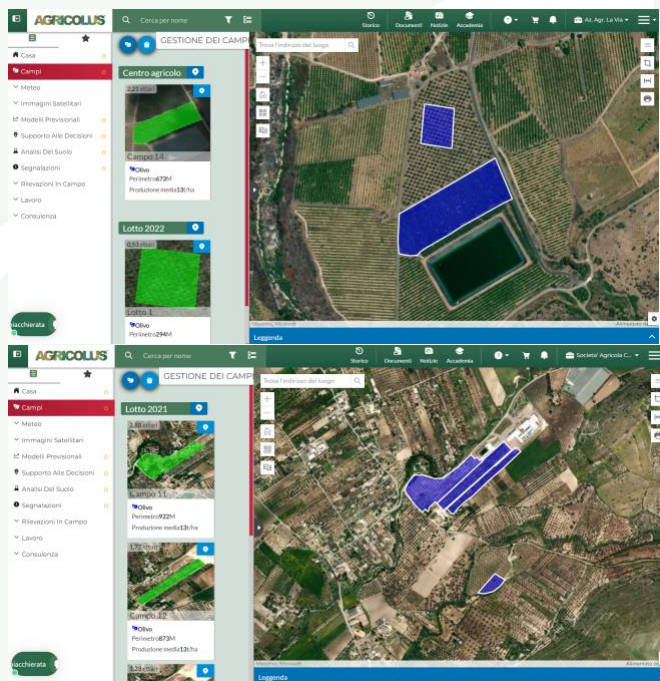 AGRICOLUS
Cerca per nome
Storico
Documenti
Notizie
Accademia
Az. Agr. La Via
GESTIONE DEI CAMPI
Trova l'indirizzo del luogo
Casa
Campi
Meteo
Immagini Satellitari
Modelli Previsionali
Supporto Alle Decisioni
Analisi Del Suolo
Segnalazioni
Rilevazioni In Campo
Lavoro
Consulenza
Centro agricolo
2,21 ettari
Campo 14
Olivo
Perimetro673M
Produzione media13t/ha
Lotto 2022
0,53 ettari
Lotto 1
Olivo
Perimetro294M
iacchierata
Leggenda
AGRICOLUS
Cerca per nome
Storico
Documenti
Notizie
Accademia
Societa' Agricola C...
GESTIONE DEI CAMPI
Trova l'indirizzo del luogo
Casa
Campi
Meteo
Immagini Satellitari
Modelli Previsionali
Supporto Alle Decisioni
Analisi Del Suolo
Segnalazioni
Rilevazioni In Campo
Lavoro
Consulenza
Lotto 2021
Campo 11
Olivo
Perimetro922M
Produzione media13t/ha
1,72 ettari
Campo 12
Olivo
Perimetro873M
Produzione media13t/ha
iacchierata
Leggenda